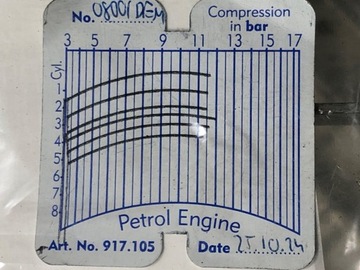 No. 0800/DEM
Compression
in bar
3 5 7 9 11 13 15 17
Cyl.
1
2
3
4
5
6
7
8
Petrol Engine
Art. No. 917.105
Date 25.10.24